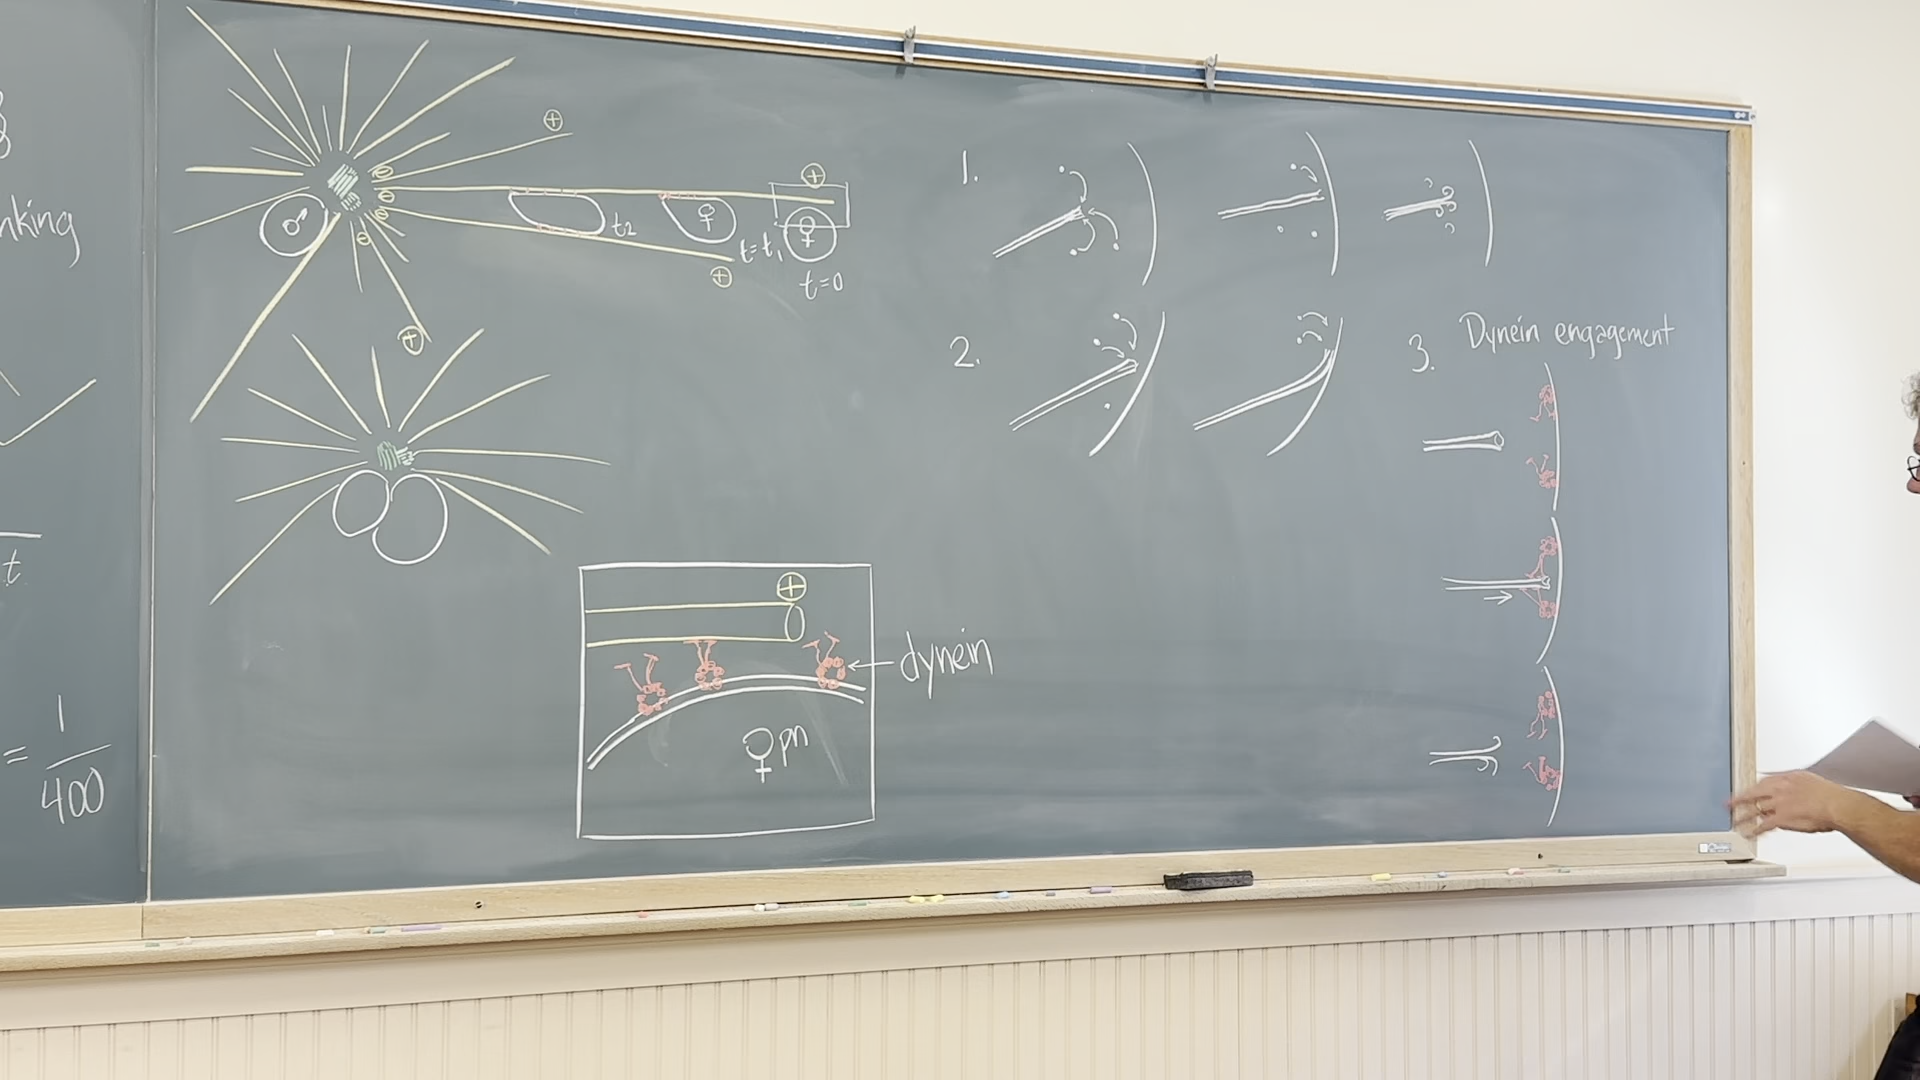 nking
t
= 1
400
⊕
⊖
⊖
⊖
⊖
⊖
♂
t2
♀
t=t1
⊕
♀
t=0
⊕
⊕
⊕
♀pn
dynein
1.
2.
3. Dynein engagement